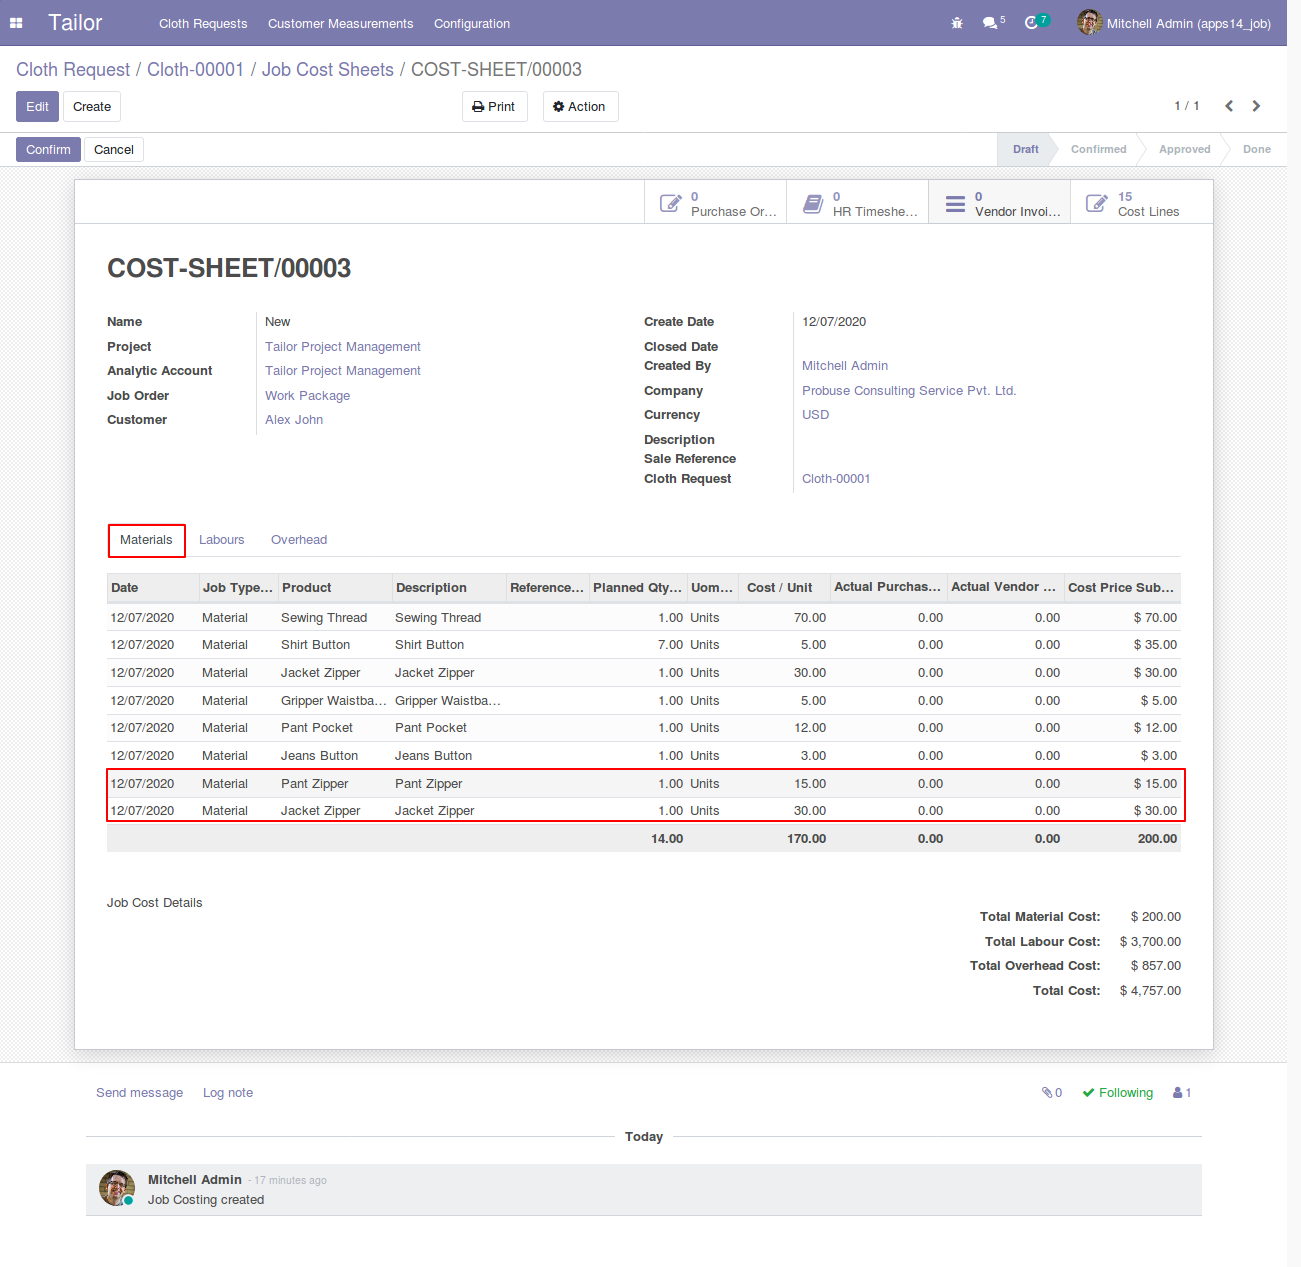 Tailor Cloth Requests Customer Measurements Configuration 5 7 Mitchell Admin (apps14_job)
Cloth Request / Cloth-00001 / Job Cost Sheets / COST-SHEET/00003
Edit Create Print Action 1 / 1
Confirm Cancel Draft Confirmed Approved Done
0 Purchase Or... 0 HR Timeshe... 0 Vendor Invoi... 15 Cost Lines
COST-SHEET/00003
Name New
Project Tailor Project Management
Analytic Account Tailor Project Management
Job Order Work Package
Customer Alex John
Create Date 12/07/2020
Closed Date
Created By Mitchell Admin
Company Probuse Consulting Service Pvt. Ltd.
Currency USD
Description
Sale Reference
Cloth Request Cloth-00001
Materials Labours Overhead
Date Job Type... Product Description Reference... Planned Qty... Uom... Cost / Unit Actual Purchas... Actual Vendor ... Cost Price Sub...
12/07/2020 Material Sewing Thread Sewing Thread 1.00 Units 70.00 0.00 0.00 $ 70.00
12/07/2020 Material Shirt Button Shirt Button 7.00 Units 5.00 0.00 0.00 $ 35.00
12/07/2020 Material Jacket Zipper Jacket Zipper 1.00 Units 30.00 0.00 0.00 $ 30.00
12/07/2020 Material Gripper Waistba... Gripper Waistba... 1.00 Units 5.00 0.00 0.00 $ 5.00
12/07/2020 Material Pant Pocket Pant Pocket 1.00 Units 12.00 0.00 0.00 $ 12.00
12/07/2020 Material Jeans Button Jeans Button 1.00 Units 3.00 0.00 0.00 $ 3.00
12/07/2020 Material Pant Zipper Pant Zipper 1.00 Units 15.00 0.00 0.00 $ 15.00
12/07/2020 Material Jacket Zipper Jacket Zipper 1.00 Units 30.00 0.00 0.00 $ 30.00
14.00 170.00 0.00 0.00 200.00
Job Cost Details
Total Material Cost: $ 200.00
Total Labour Cost: $ 3,700.00
Total Overhead Cost: $ 857.00
Total Cost: $ 4,757.00
Send message Log note 0 Following 1
Today
Mitchell Admin - 17 minutes ago
Job Costing created